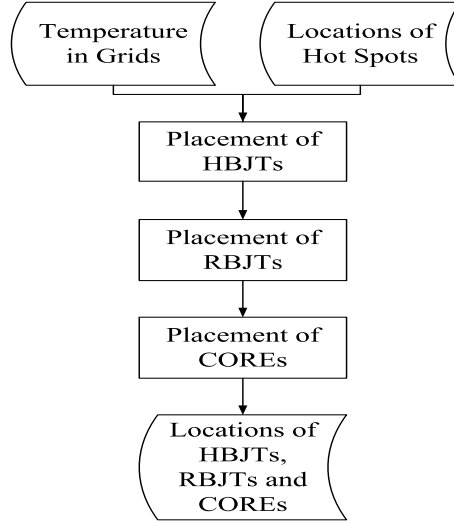 Temperature
in Grids
Locations of
Hot Spots
Placement of
HBJTs
Placement of
RBJTs
Placement of
COREs
Locations of
HBJTs,
RBJTs and
COREs